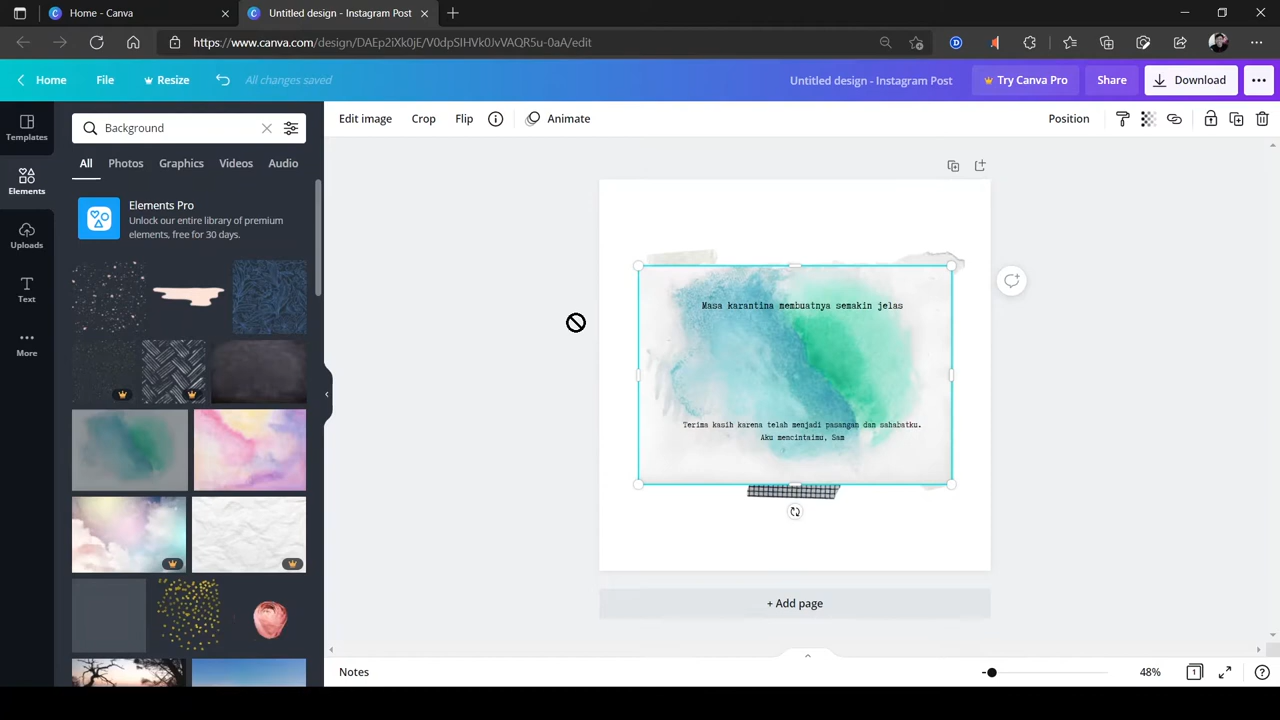 Home - Canva
Untitled design - Instagram Post
https://www.canva.com/design/DAEp2iXk0jE/V0dpSIHVk0JvVAQR5u-0aA/edit
Home
File
Resize
All changes saved
Untitled design - Instagram Post
Try Canva Pro
Share
Download
Templates
Elements
Uploads
Text
More
Background
All
Photos
Graphics
Videos
Audio
Elements Pro
Unlock our entire library of premium
elements, free for 30 days.
Edit image
Crop
Flip
Animate
Position
Masa karantina membuatnya semakin jelas
Terima kasih karena telah menjadi pasangan dan sahabatku.
Aku mencintaimu, Sam
+ Add page
Notes
48%
1